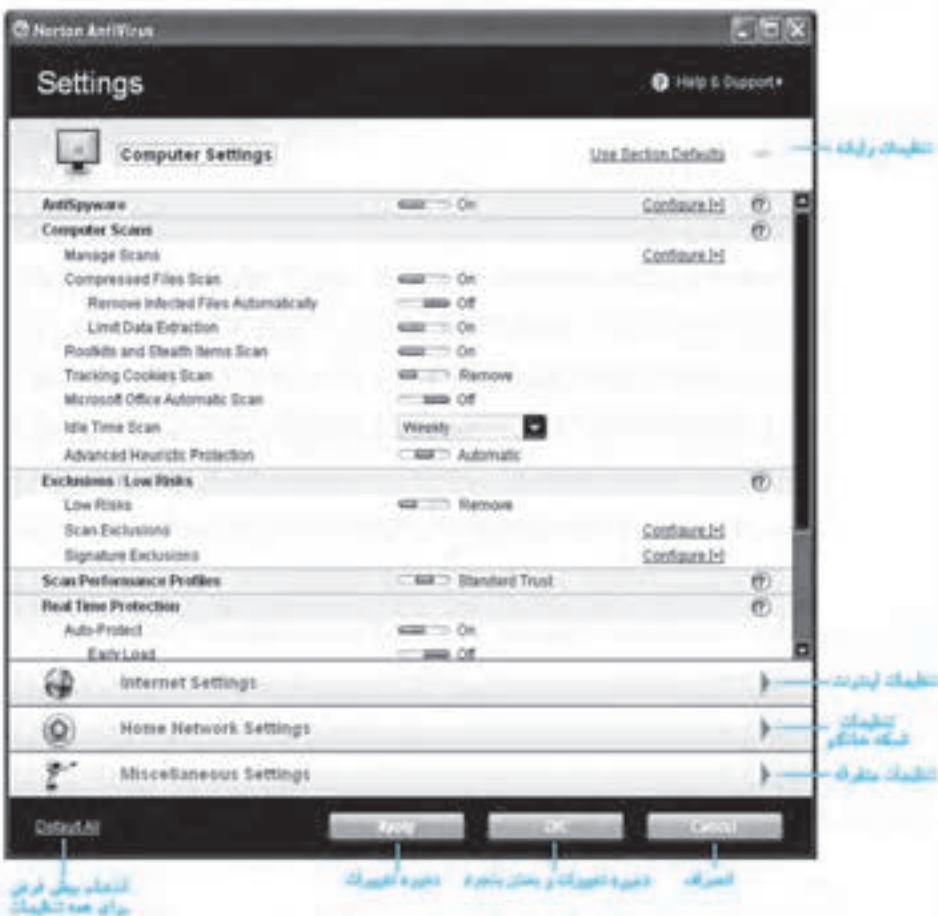 Norton AntiVirus
Settings
Help & Support
Computer Settings
Use Section Defaults
تنظیمات رایانه
AntiSpyware On Configure [+]
Computer Scans
Manage Scans Configure [+]
Compressed Files Scan On
Remove Infected Files Automatically Off
Limit Data Extraction On
Rootkits and Stealth Items Scan On
Tracking Cookies Scan Remove
Microsoft Office Automatic Scan Off
Idle Time Scan Weekly
Advanced Heuristic Protection Automatic
Exclusions / Low Risks
Low Risks Remove
Scan Exclusions Configure [+]
Signature Exclusions Configure [+]
Scan Performance Profiles Standard Trust
Real Time Protection
Auto-Protect On
Early Load Off
Internet Settings
تنظیمات اینترنت
Home Network Settings
تنظیمات
شبکه خانگی
Miscellaneous Settings
تنظیمات متفرقه
Default All
Apply
OK
Cancel
انصراف
ذخیره تغییرات و بستن پنجره
ذخیره تغییرات
انتخاب پیش فرض
برای همه تنظیمات